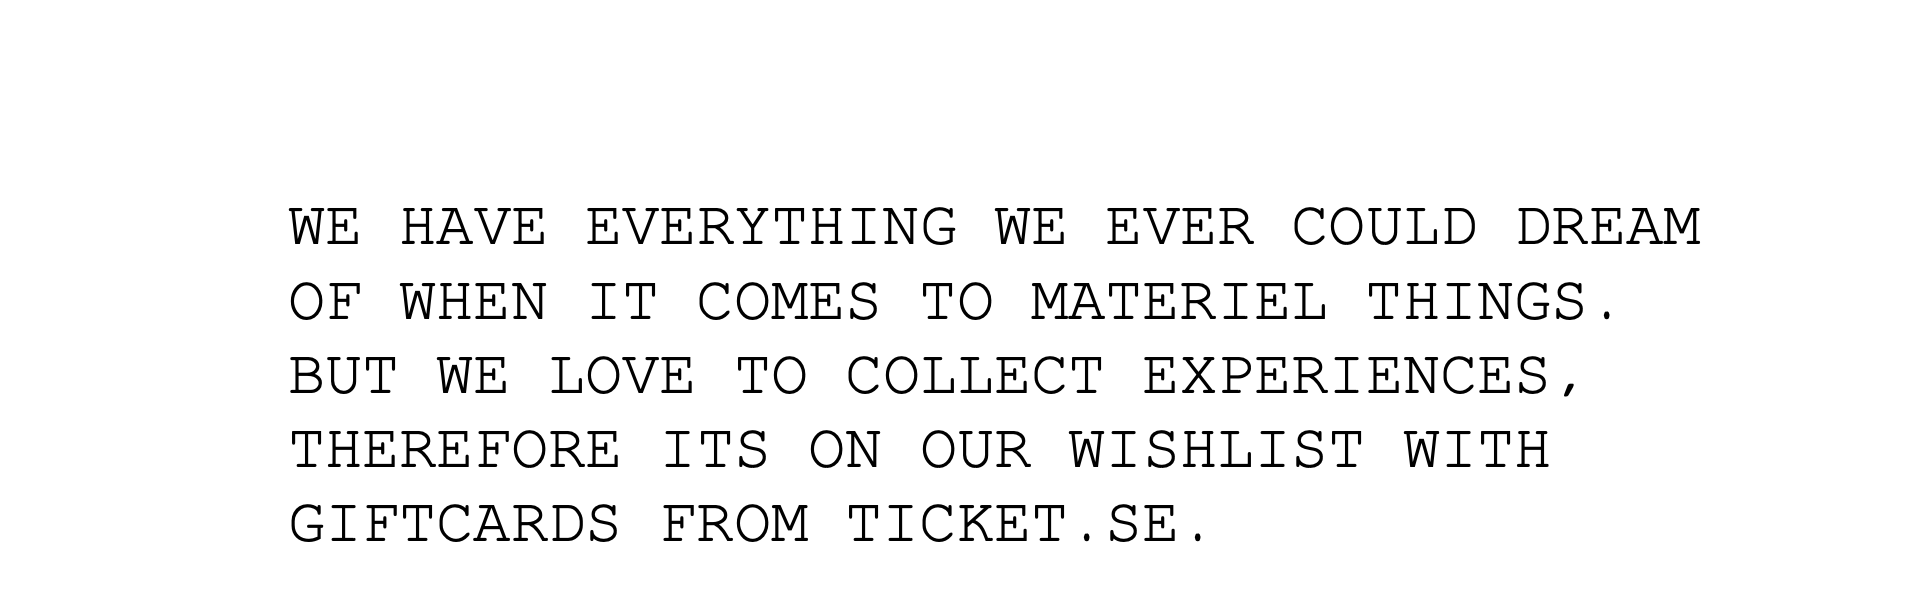 WE HAVE EVERYTHING WE EVER COULD DREAM
OF WHEN IT COMES TO MATERIEL THINGS.
BUT WE LOVE TO COLLECT EXPERIENCES,
THEREFORE ITS ON OUR WISHLIST WITH
GIFTCARDS FROM TICKET.SE.